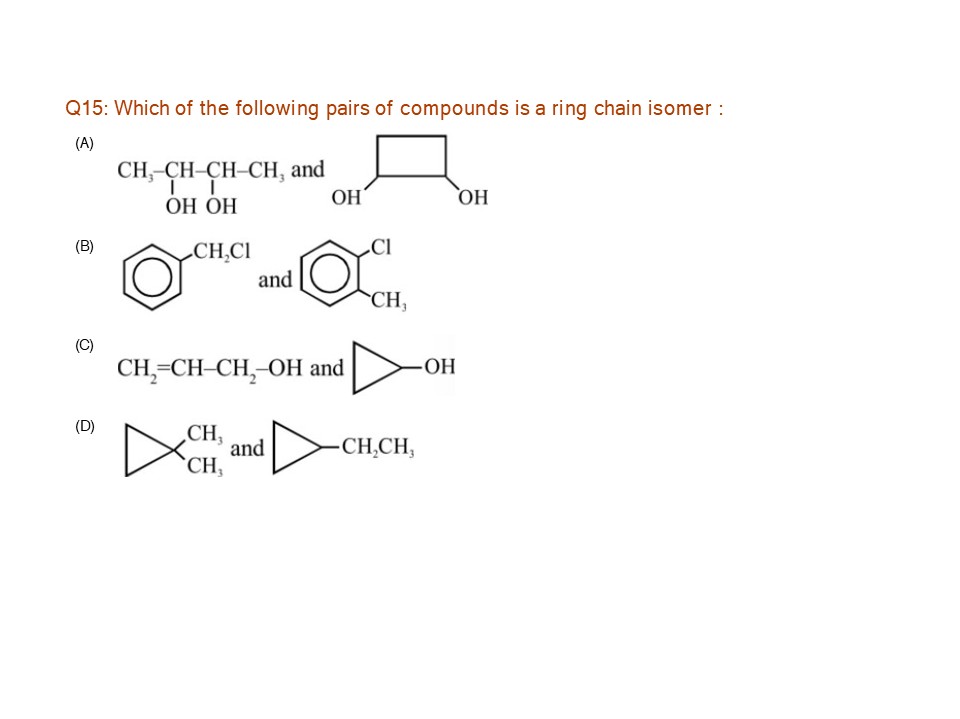 Q15: Which of the following pairs of compounds is a ring chain isomer :
(A)
CH₃–CH–CH–CH₃ and
OH OH
OH OH
(B)
CH₂Cl
and
Cl
CH₃
(C)
CH₂=CH–CH₂–OH and
OH
(D)
CH₃
CH₃
and
CH₂CH₃